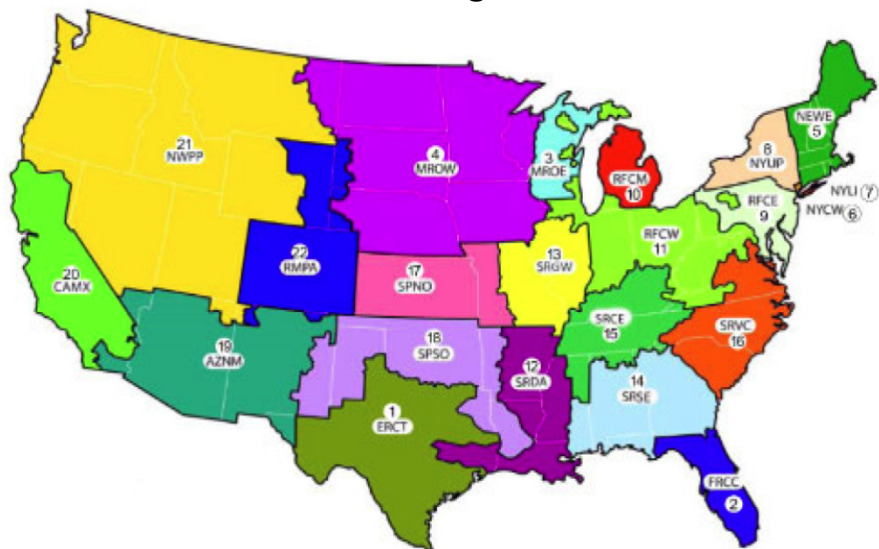 21
NWPP
4
MROW
3
MROE
RFCM
10
NEWE
5
8
NYUP
NYLI 7
NYCW 6
RFCE
9
RFCW
11
13
SRGW
22
RMPA
17
SPNO
20
CAMX
SRCE
15
SRVC
16
19
AZNM
18
SPSO
12
SRDA
14
SRSE
1
ERCT
FRCC
2